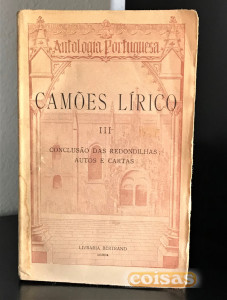 Antologia Portuguesa
CAMÕES LÍRICO
III
CONCLUSÃO DAS REDONDILHAS;
AUTOS E CARTAS
LIVRARIA BERTRAND
coisas